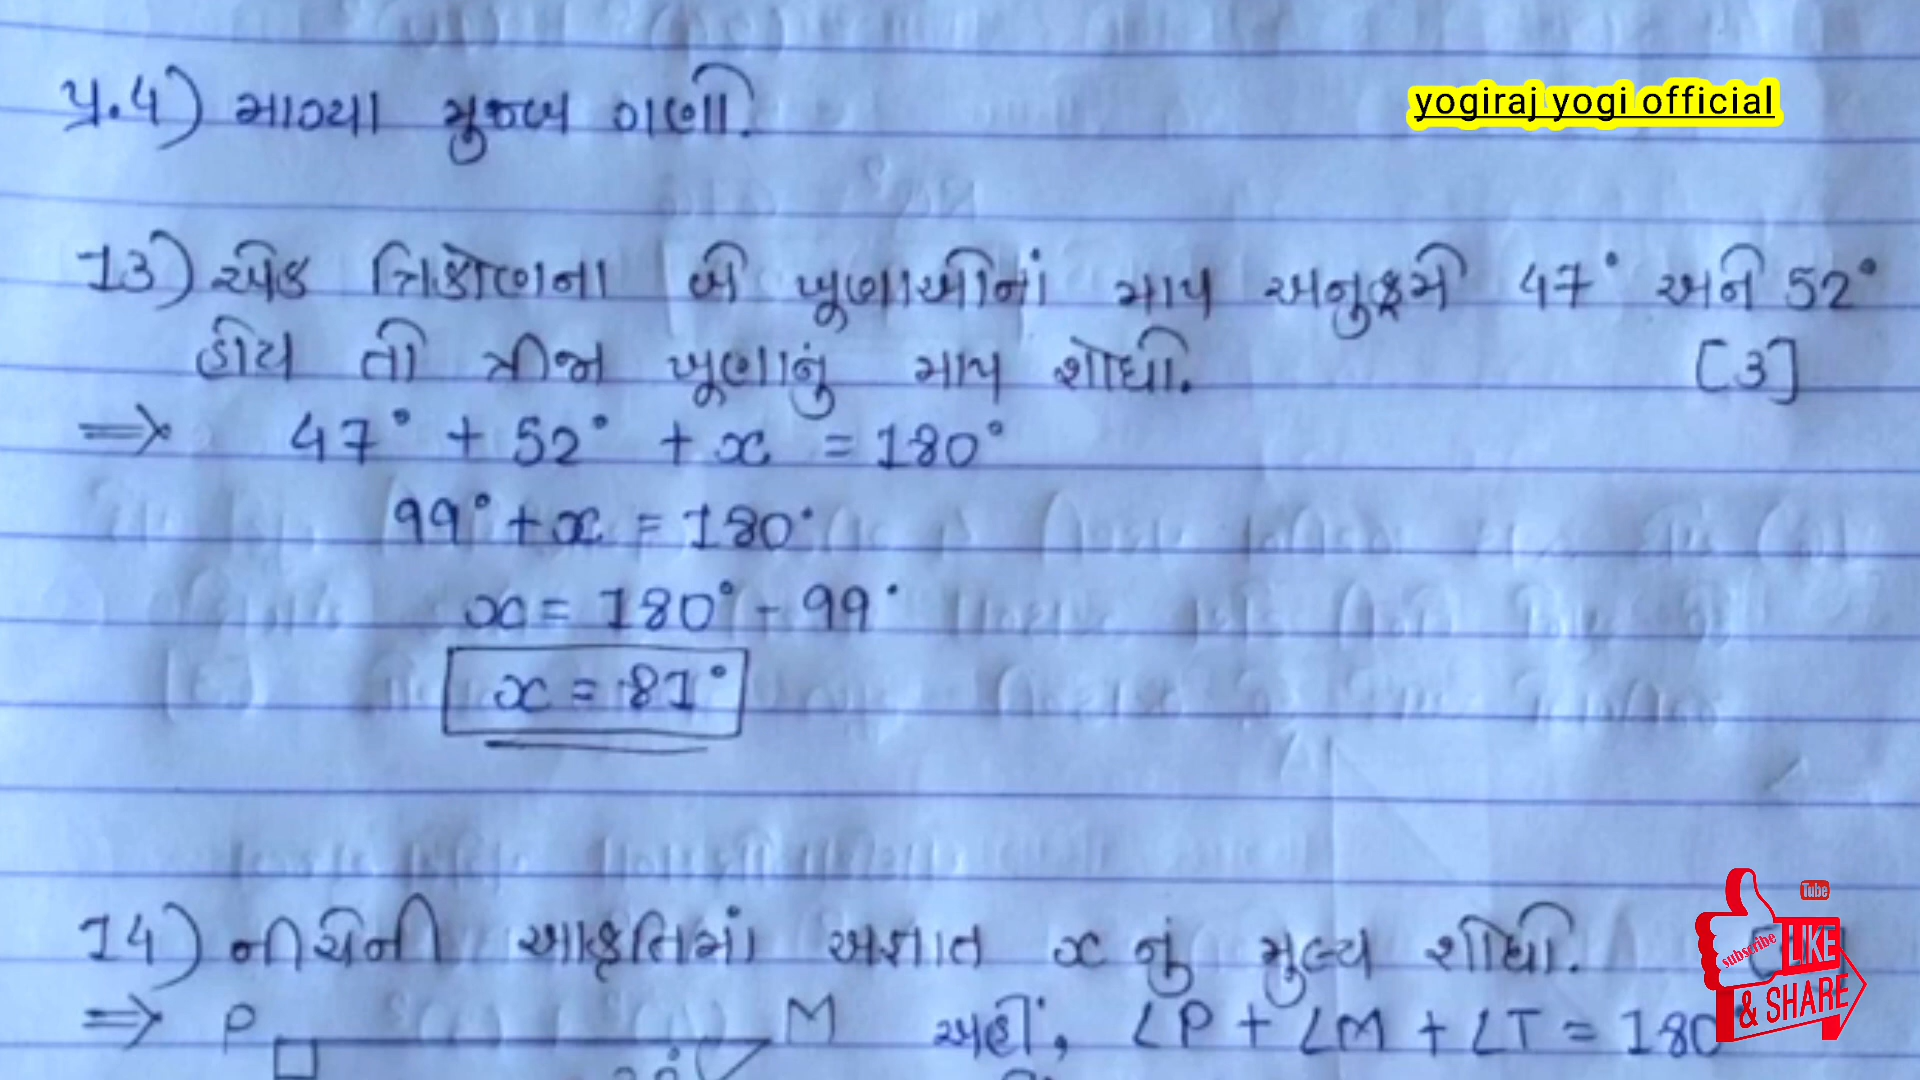 પ્ર.4) માગ્યા મુજબ ગણો.
yogiraj yogi official
13) એક ત્રિકોણના બે ખૂણાઓનાં માપ અનુક્રમે 47° અને 52°
હોય તો ત્રીજા ખૂણાનું માપ શોધો. [3]
⇒ 47° + 52° + x = 180°
99° + x = 180°
x = 180° - 99°
x = 81°
14) નીચેની આકૃતિમાં અજ્ઞાત x નું મુલ્ય શોધો.
⇒ P M અહીં, ∠P + ∠M + ∠T = 180
Tube
subscribe
LIKE
& SHARE